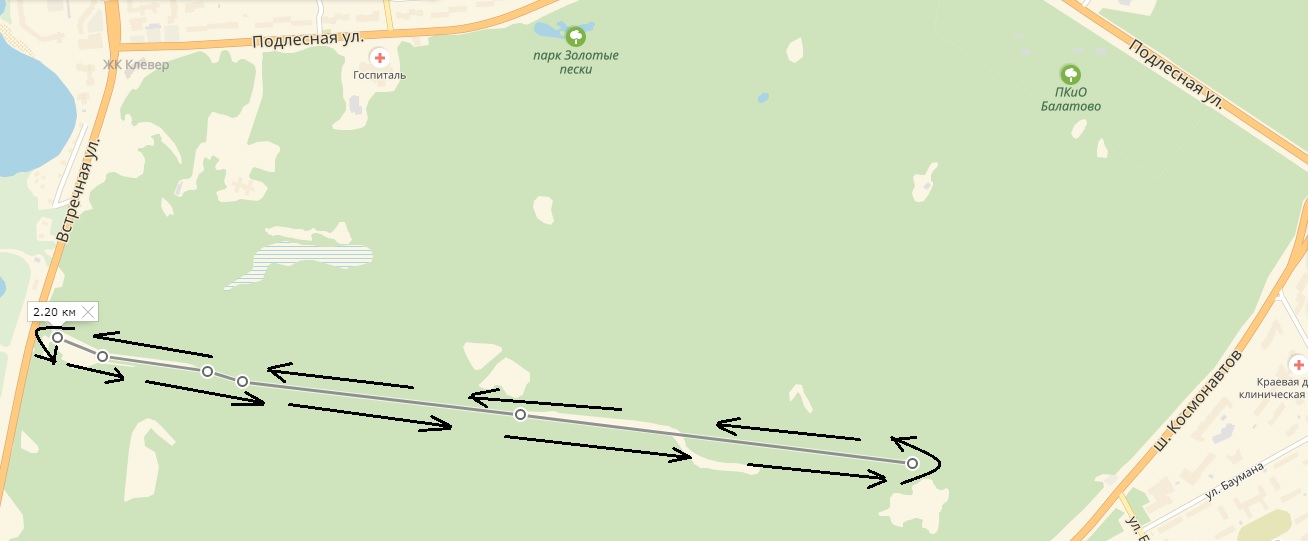 Подлесная ул.
ЖК Клевер
Госпиталь
парк Золотые
пески
Подлесная ул.
ПКиО
Балатово
Встречная ул.
2.20 км
ш. Космонавтов
Краевая д
клиническая
ул. Баумана
ул. Б